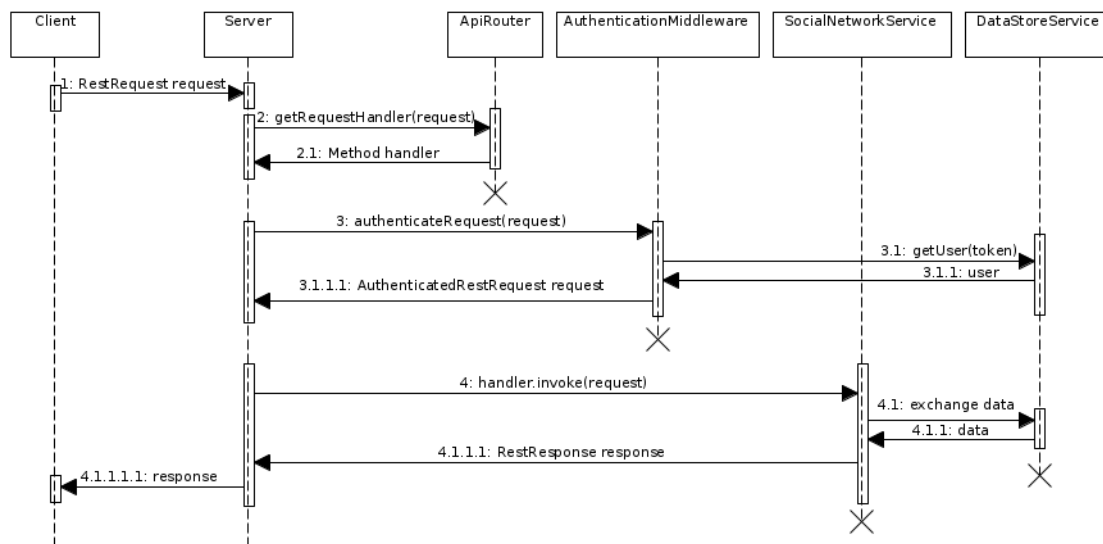 Client
Server
ApiRouter
AuthenticationMiddleware
SocialNetworkService
DataStoreService
1: RestRequest request
2: getRequestHandler(request)
2.1: Method handler
3: authenticateRequest(request)
3.1: getUser(token)
3.1.1: user
3.1.1.1: AuthenticatedRestRequest request
4: handler.invoke(request)
4.1: exchange data
4.1.1: data
4.1.1.1: RestResponse response
4.1.1.1.1: response